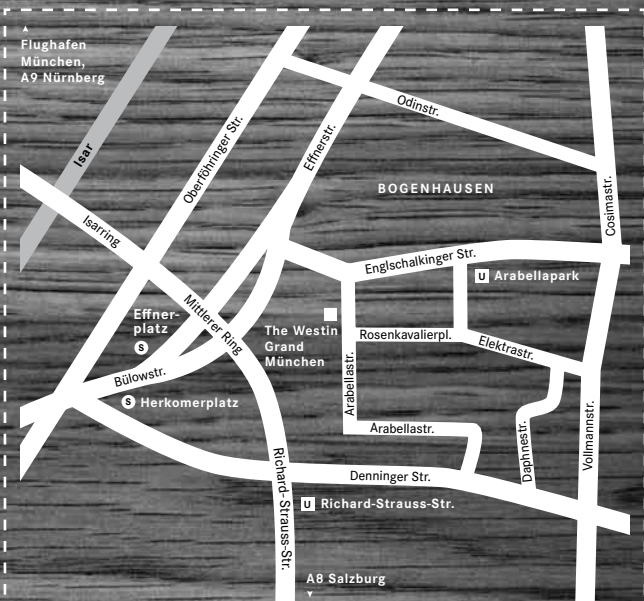 Flughafen
München,
A9 Nürnberg
Isar
Oberföhringer Str.
Effnerstr.
Odinstr.
BOGENHAUSEN
Cosimastr.
Isarring
Englschalkinger Str.
U Arabellapark
Mittlerer Ring
Effner-
platz
S
The Westin
Grand
München
Rosenkavalierpl.
Elektrastr.
Bülowstr.
S Herkomerplatz
Arabellastr.
Arabellastr.
Daphnestr.
Vollmannstr.
Denninger Str.
Richard-Strauss-Str.
U Richard-Strauss-Str.
A8 Salzburg